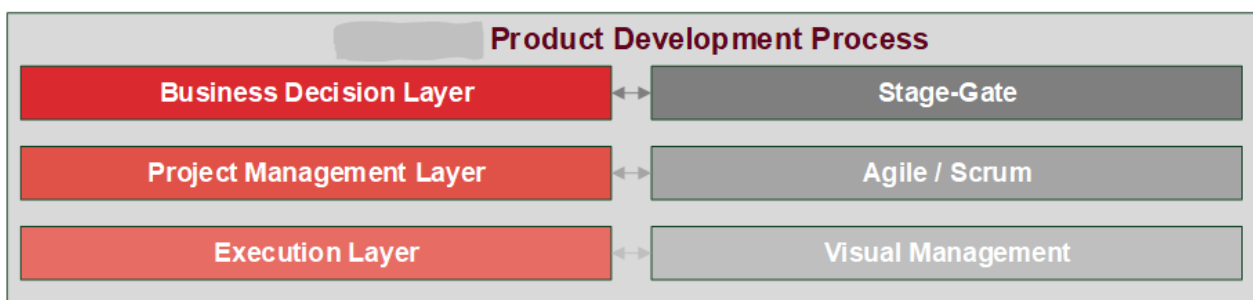 Product Development Process
Business Decision Layer
Stage-Gate
Project Management Layer
Agile / Scrum
Execution Layer
Visual Management